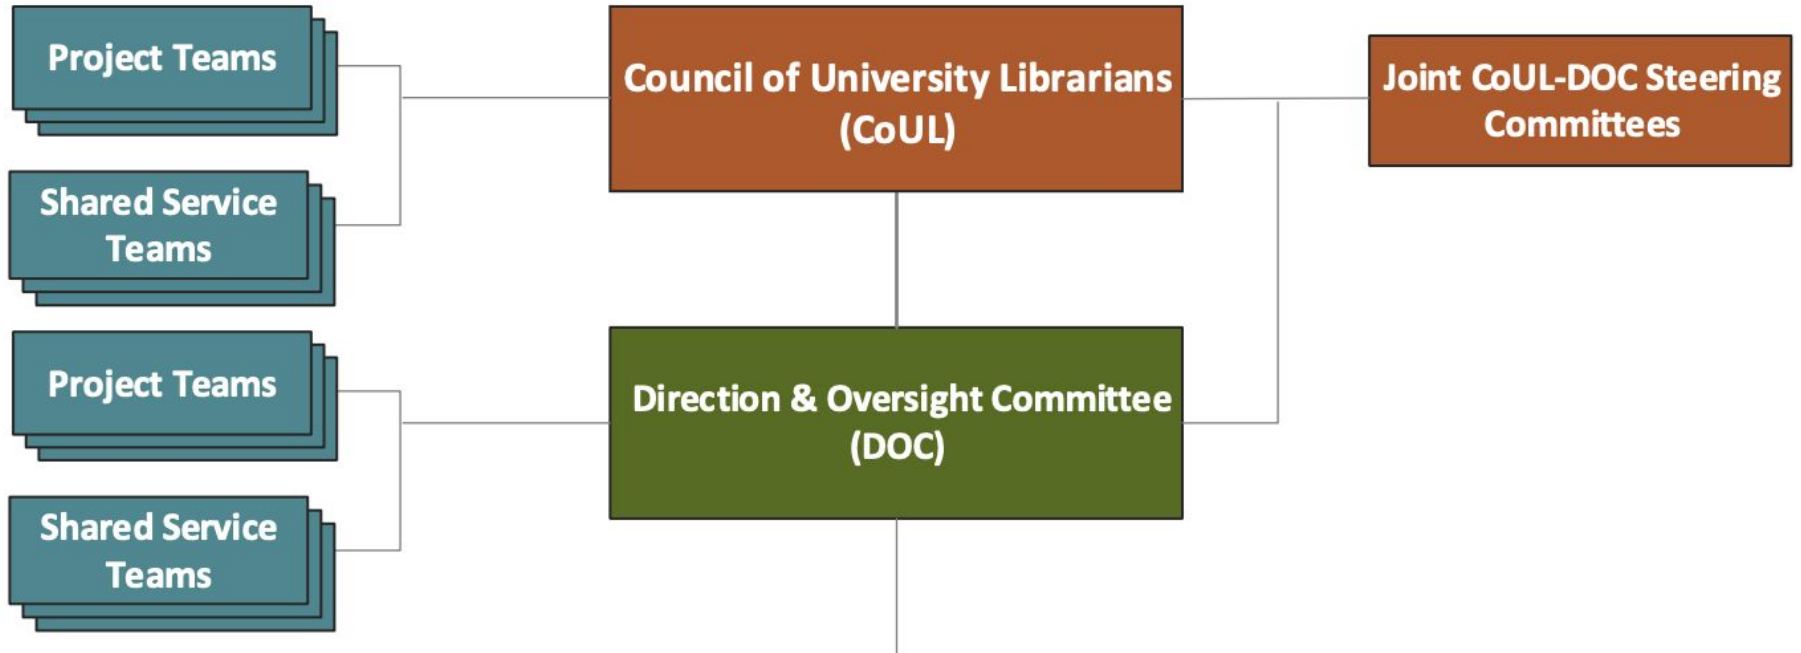 Project Teams
Shared Service
Teams
Council of University Librarians
(CoUL)
Joint CoUL-DOC Steering
Committees
Project Teams
Shared Service
Teams
Direction & Oversight Committee
(DOC)